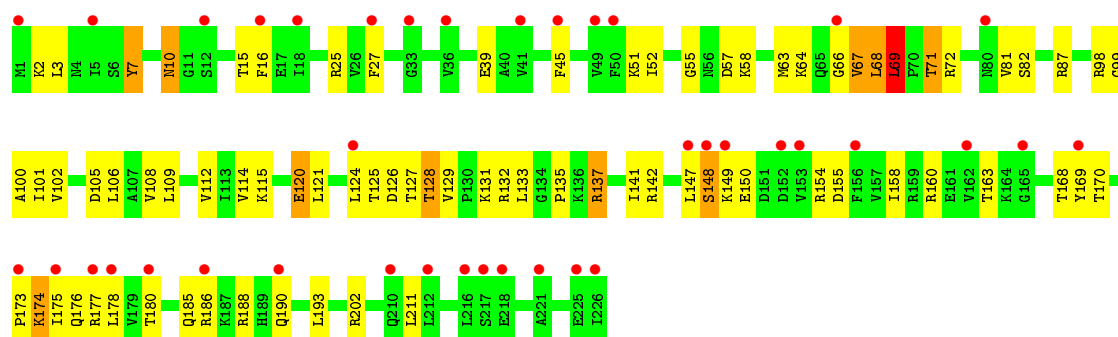 M1 K2 L3 N4 I5 S6 Y7 N10 G11 S12 T15 F16 E17 I18 R25 V26 F27 G33 V36 E39 A40 V41 F45 V49 F50 K51 I52 G55 N56 D57 K58 M63 K64 Q65 G66 V67 L68 L69 P70 T71 R72 N80 V81 S82 R87 R98
A100 I101 V102 D105 L106 A107 V108 L109 V112 I113 V114 K115 E120 L121 L124 T125 D126 T127 T128 V129 P130 K131 R132 L133 G134 P135 K136 R137 I141 R142 L147 S148 K149 E150 D151 D152 V153 R154 D155 F156 V157 I158 R159 R160 E161 V162 T163 K164 G165 T168 Y169 T170
P173 K174 I175 Q176 R177 L178 V179 T180 Q185 R186 K187 R188 H189 Q190 L193 R202 Q210 L211 L212 L216 S217 E218 A221 E225 I226